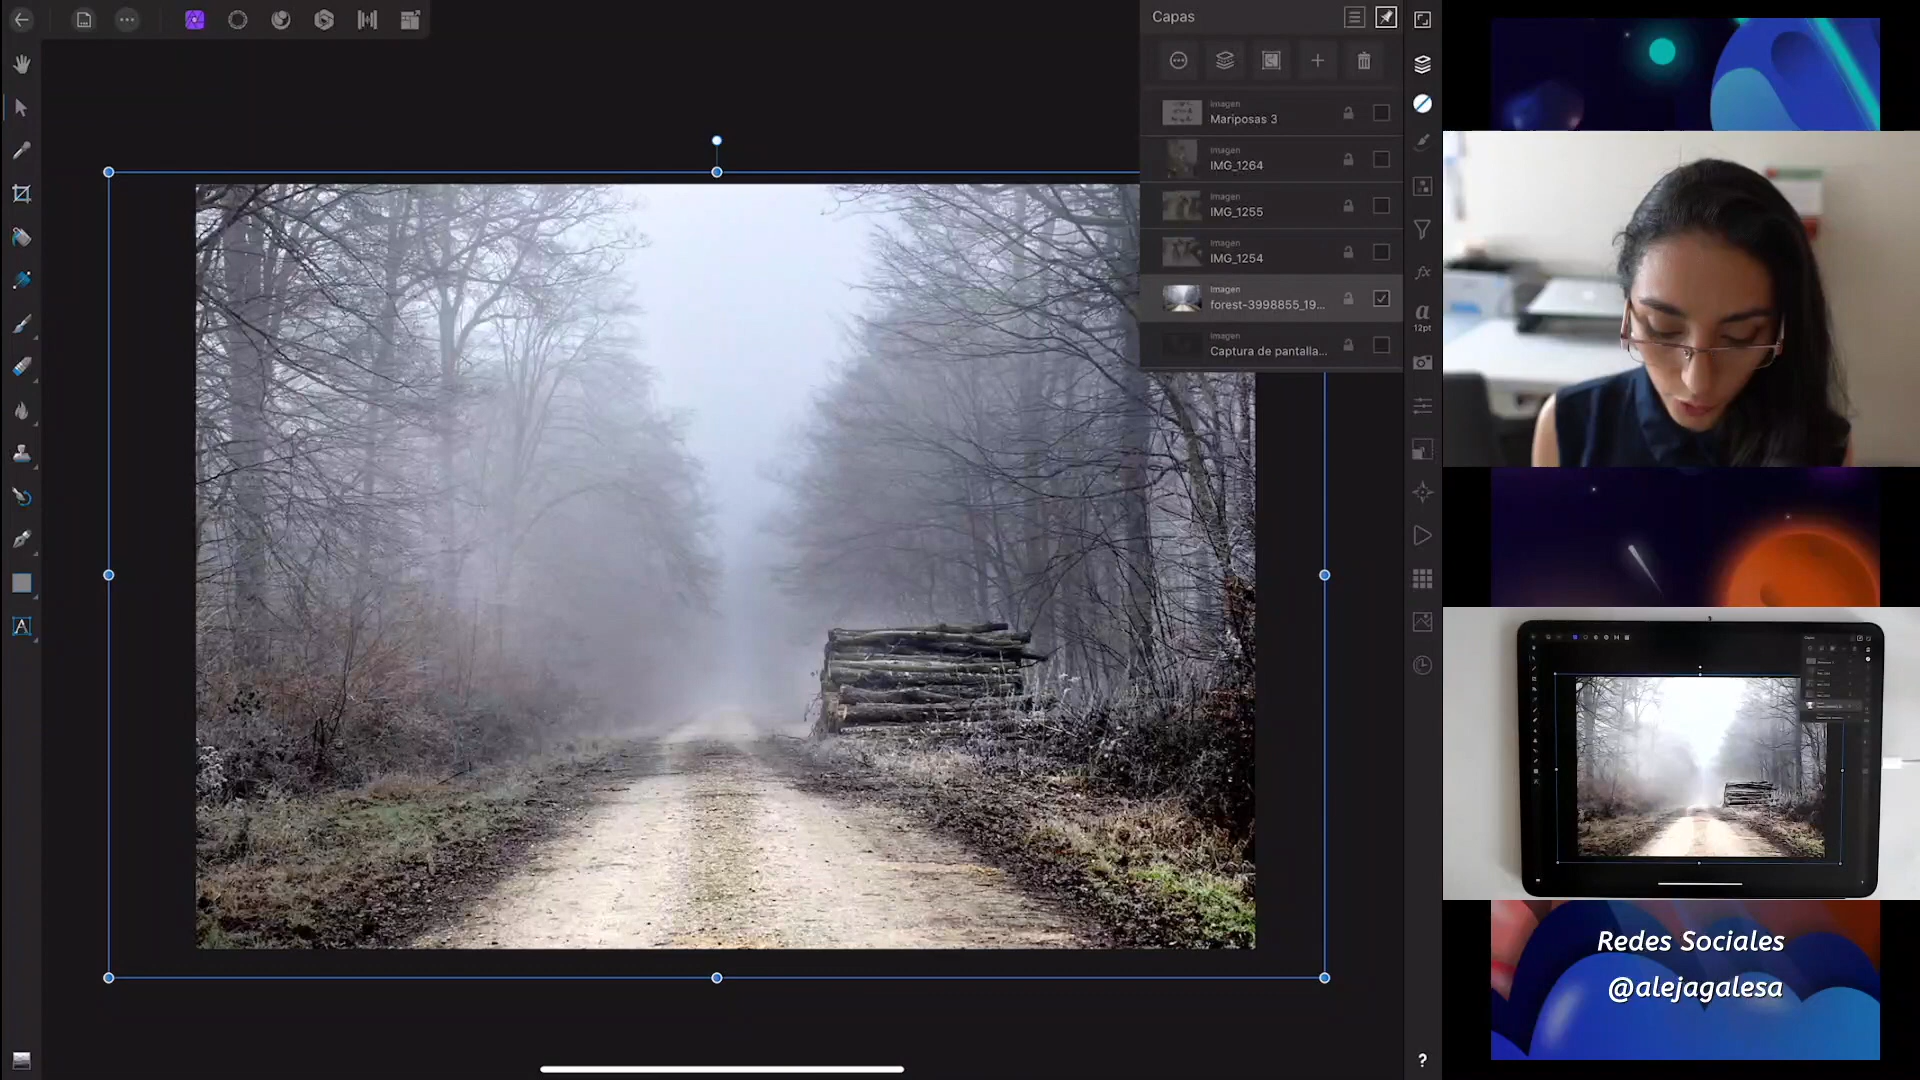 Capas
Imagen
Mariposas 3
Imagen
IMG_1264
Imagen
IMG_1255
Imagen
IMG_1254
Imagen
forest-3998855_19...
Imagen
Captura de pantalla...
a
12pt
fx
A
?
Redes Sociales
@alejagalesa